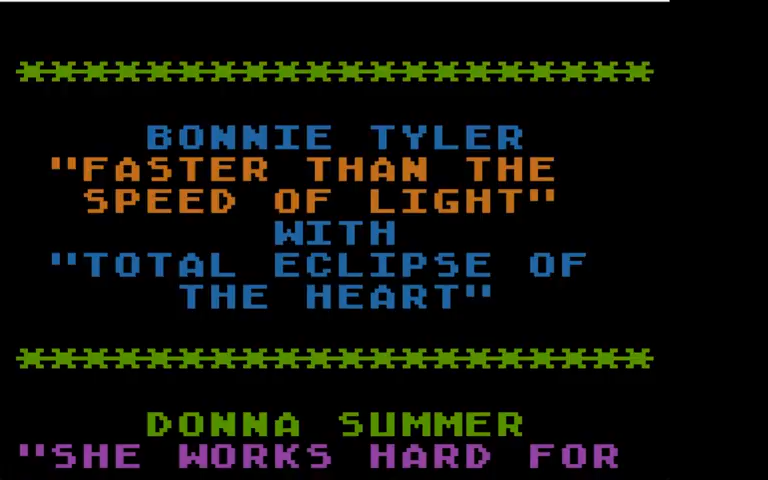 ********************
BONNIE TYLER
"FASTER THAN THE
SPEED OF LIGHT"
WITH
"TOTAL ECLIPSE OF
THE HEART"
********************
DONNA SUMMER
"SHE WORKS HARD FOR